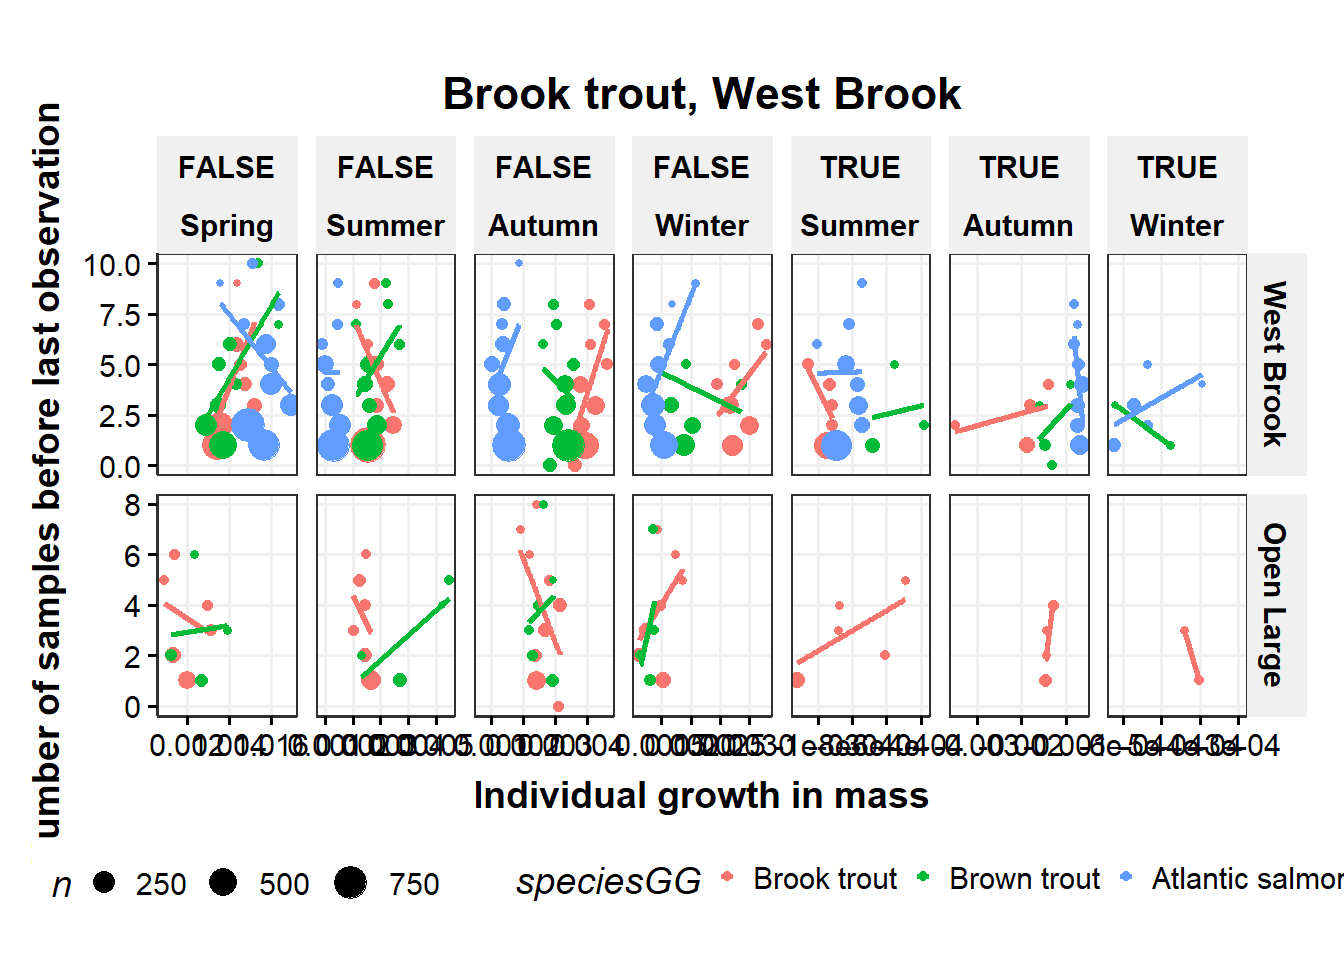 Brook trout, West Brook
FALSE FALSE FALSE FALSE TRUE TRUE TRUE
Spring Summer Autumn Winter Summer Autumn Winter
umber of samples before last observation
10.0
7.5
5.0
2.5
0.0
West Brook
8
6
4
2
0
Open Large
Individual growth in mass
n 250 500 750 speciesGG Brook trout Brown trout Atlantic salmon